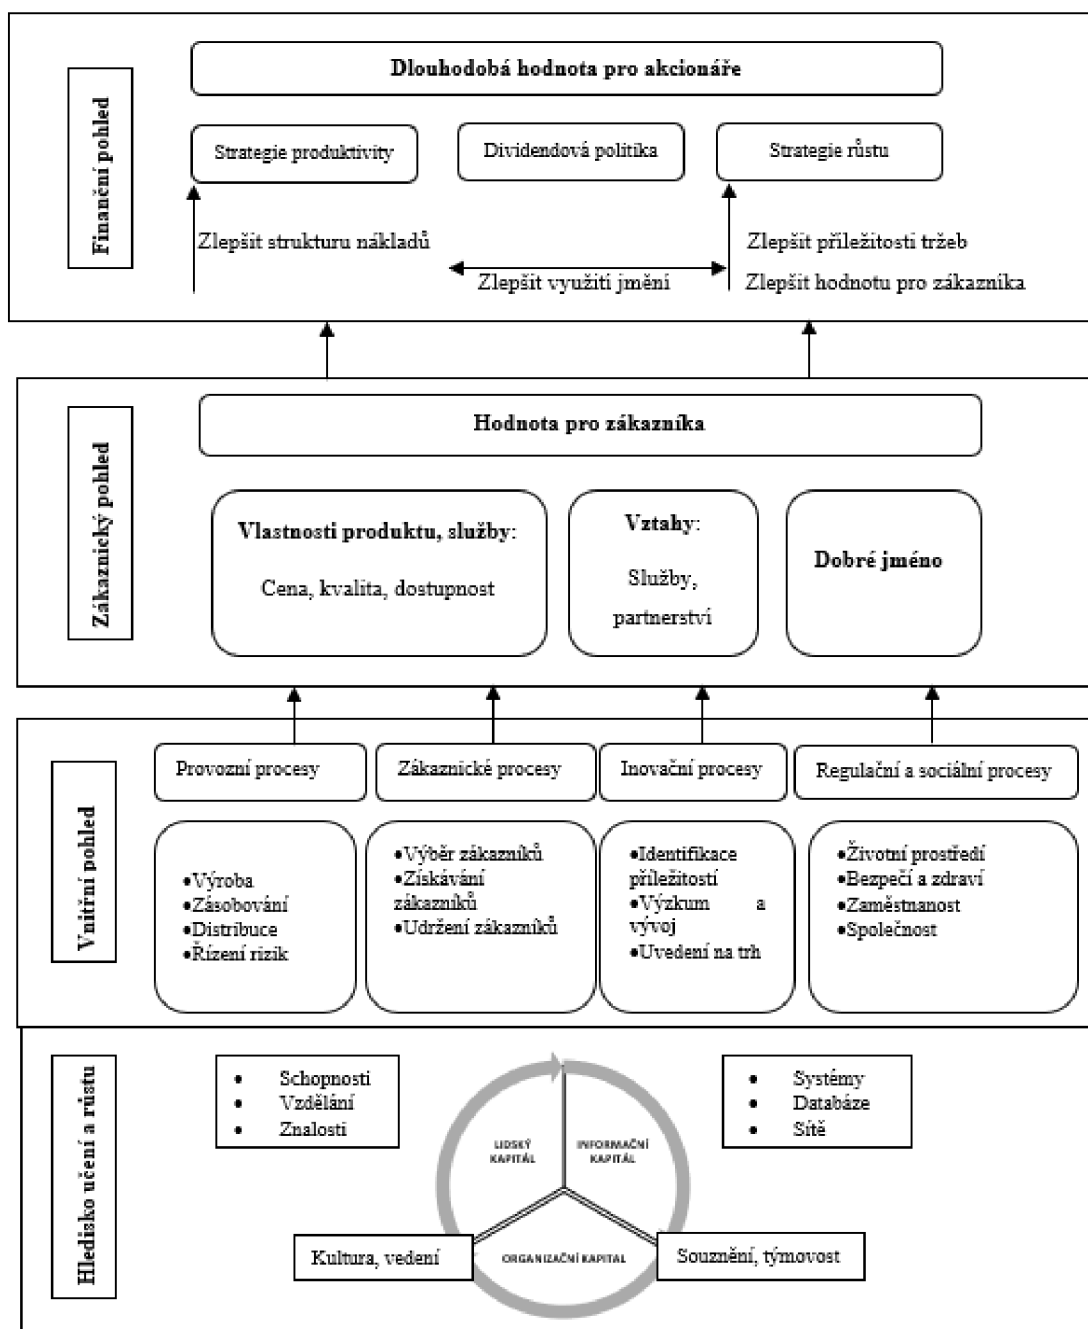 Finanční pohled
Dlouhodobá hodnota pro akcionáře
Strategie produktivity
Dividendová politika
Strategie růstu
Zlepšit strukturu nákladů
Zlepšit využití jmění
Zlepšit příležitosti tržeb
Zlepšit hodnotu pro zákazníka
Zákaznický pohled
Hodnota pro zákazníka
Vlastnosti produktu, služby:
Cena, kvalita, dostupnost
Vztahy:
Služby,
partnerství
Dobré jméno
Vnitřní pohled
Provozní procesy
Zákaznické procesy
Inovační procesy
Regulační a sociální procesy
•Výroba
•Zásobování
•Distribuce
•Řízení rizik
•Výběr zákazníků
•Získávání
zákazníků
•Udržení zákazníků
•Identifikace
příležitostí
•Výzkum a
vývoj
•Uvedení na trh
•Životní prostředí
•Bezpečí a zdraví
•Zaměstnanost
•Společnost
Hledisko učení a růstu
• Schopnosti
• Vzdělání
• Znalosti
LIDSKÝ
KAPITÁL
INFORMAČNÍ
KAPITÁL
• Systémy
• Databáze
• Sítě
Kultura, vedení
ORGANIZAČNÍ KAPITAL
Souznění, týmovost